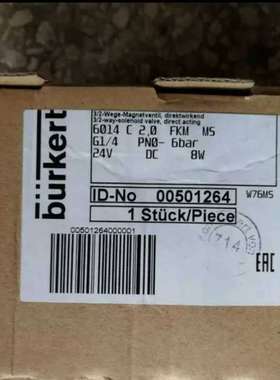 bürkert
3/2-Wege-Magnetventil, direktwirkend
3/2-way-solenoid valve, direct acting
6014 C 2,0 FKM MS
G1/4 PN0- 6bar
24V DC 8W
ID-No 00501264
W76MS
1 Stück/Piece
714
00501264000001
EAC